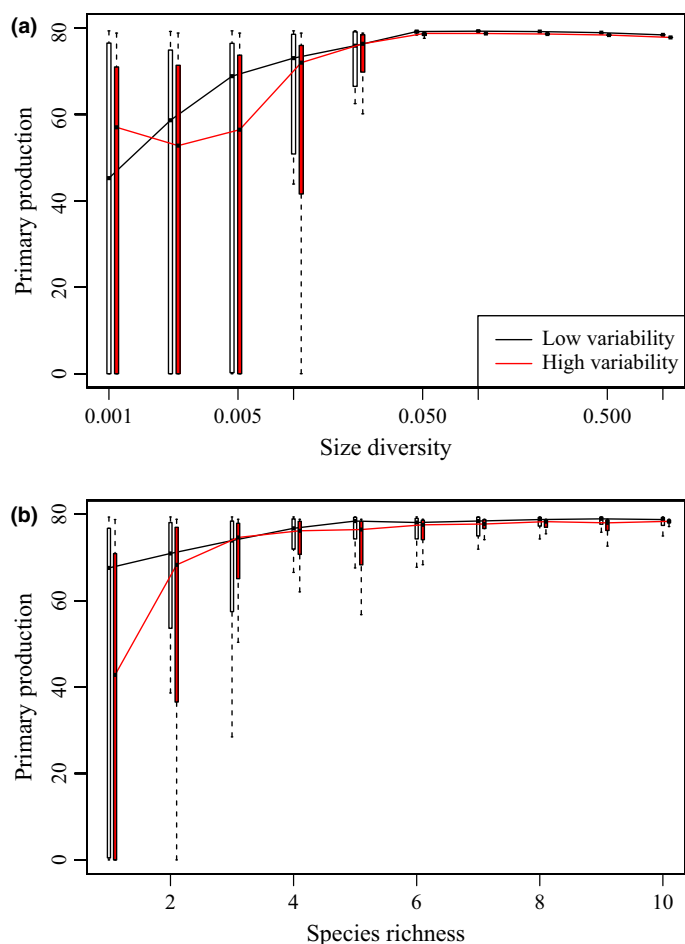 (a)
Primary production
80
60
40
20
0
Low variability
High variability
0.001 0.005 0.050 0.500
Size diversity
(b)
Primary production
80
60
40
20
0
2 4 6 8 10
Species richness